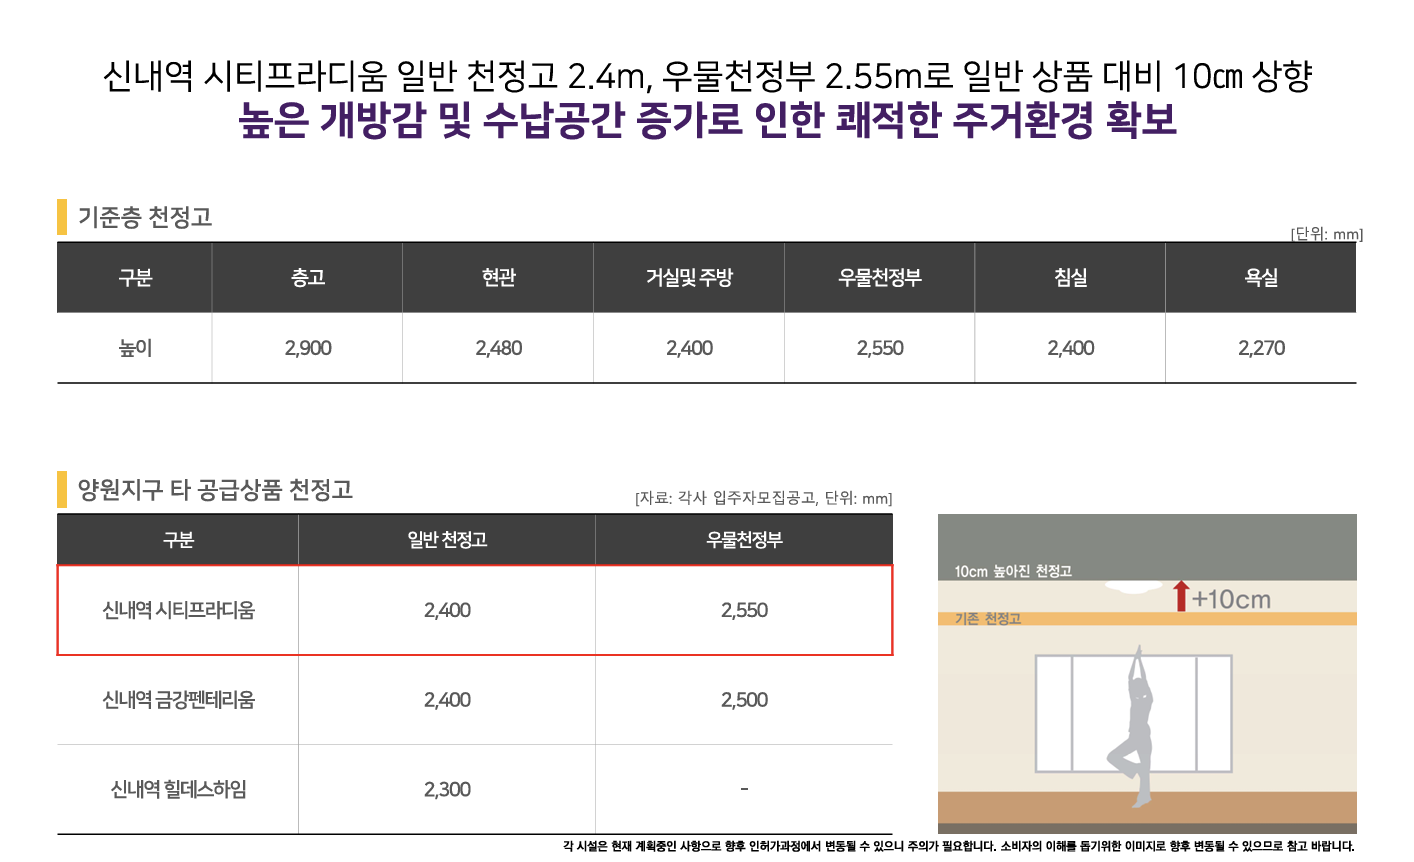 신내역 시티프라디움 일반 천정고 2.4m, 우물천정부 2.55m로 일반 상품 대비 10㎝ 상향
높은 개방감 및 수납공간 증가로 인한 쾌적한 주거환경 확보
기준층 천정고
[단위: mm]
구분 층고 현관 거실및 주방 우물천정부 침실 욕실
높이 2,900 2,480 2,400 2,550 2,400 2,270
양원지구 타 공급상품 천정고
[자료: 각사 입주자모집공고, 단위: mm]
구분 일반 천정고 우물천정부
신내역 시티프라디움 2,400 2,550
신내역 금강펜테리움 2,400 2,500
신내역 힐데스하임 2,300 -
10cm 높아진 천정고
+10cm
기존 천정고
각 시설은 현재 계획중인 사항으로 향후 인허가과정에서 변동될 수 있으니 주의가 필요합니다. 소비자의 이해를 돕기위한 이미지로 향후 변동될 수 있으므로 참고 바랍니다.